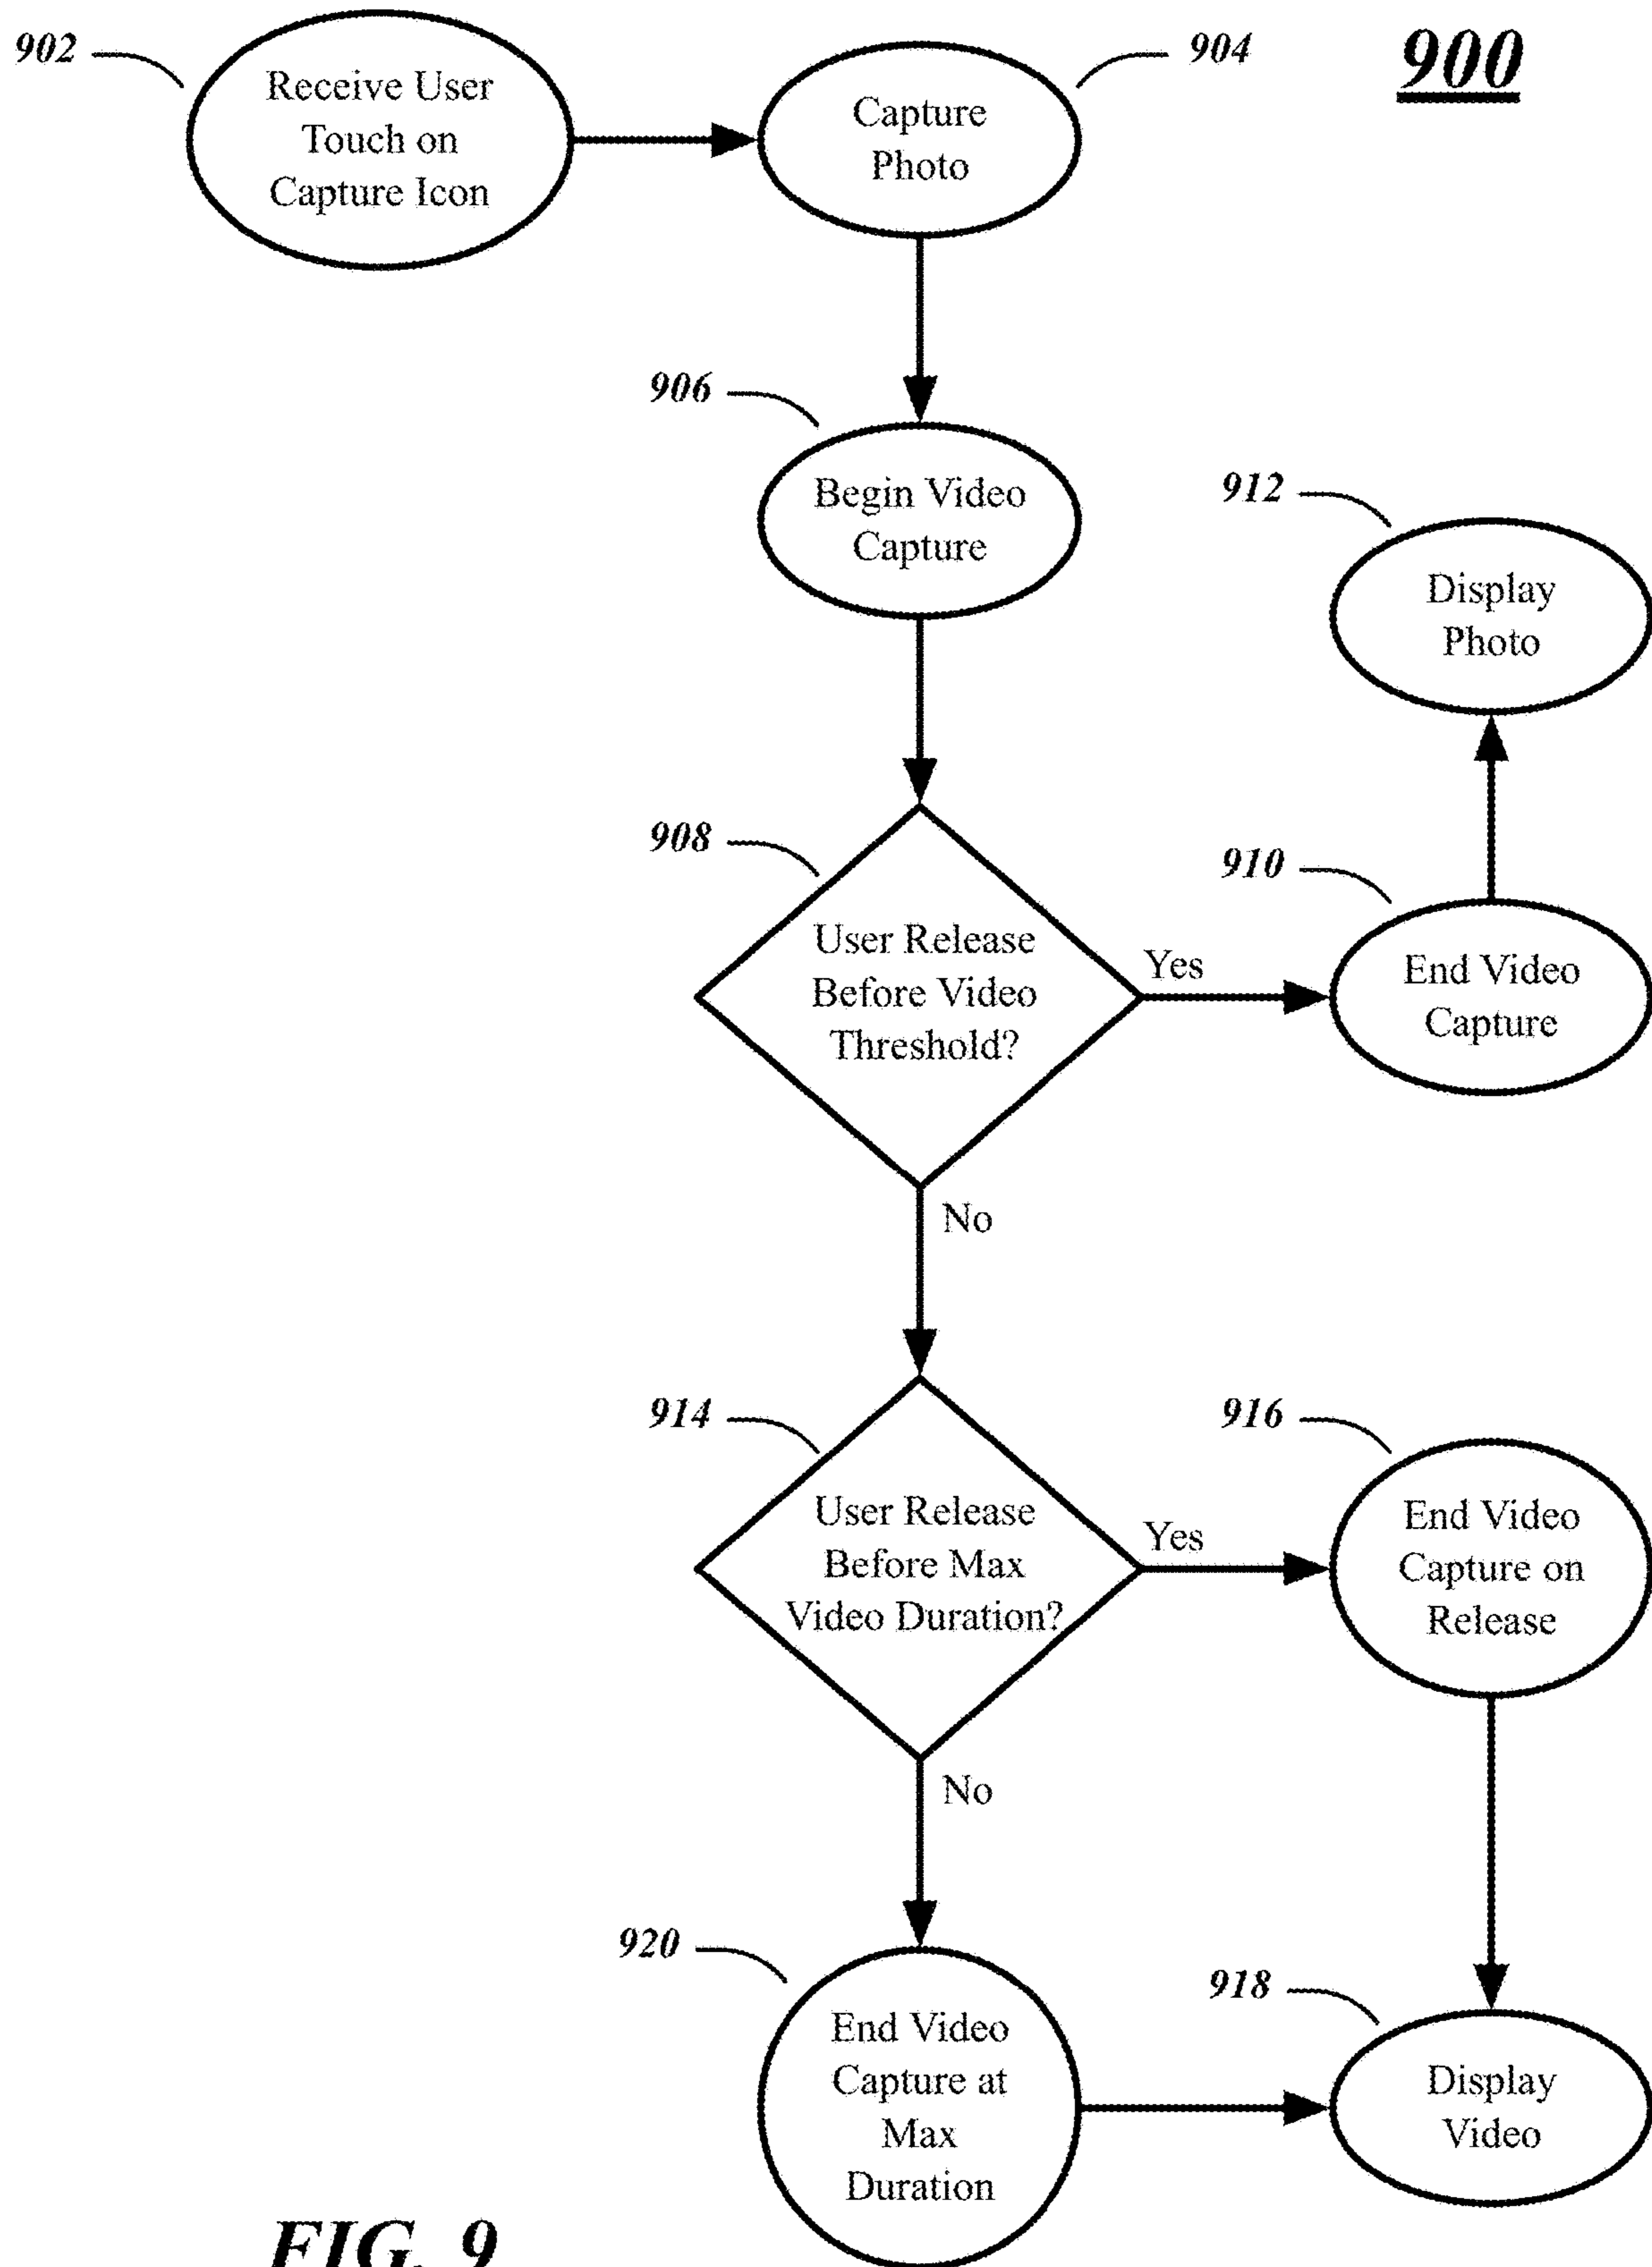 900
902
Receive User
Touch on
Capture Icon
904
Capture
Photo
906
Begin Video
Capture
908
User Release
Before Video
Threshold?
Yes
No
910
End Video
Capture
912
Display
Photo
914
User Release
Before Max
Video Duration?
Yes
No
916
End Video
Capture on
Release
918
Display
Video
920
End Video
Capture at
Max
Duration
FIG. 9